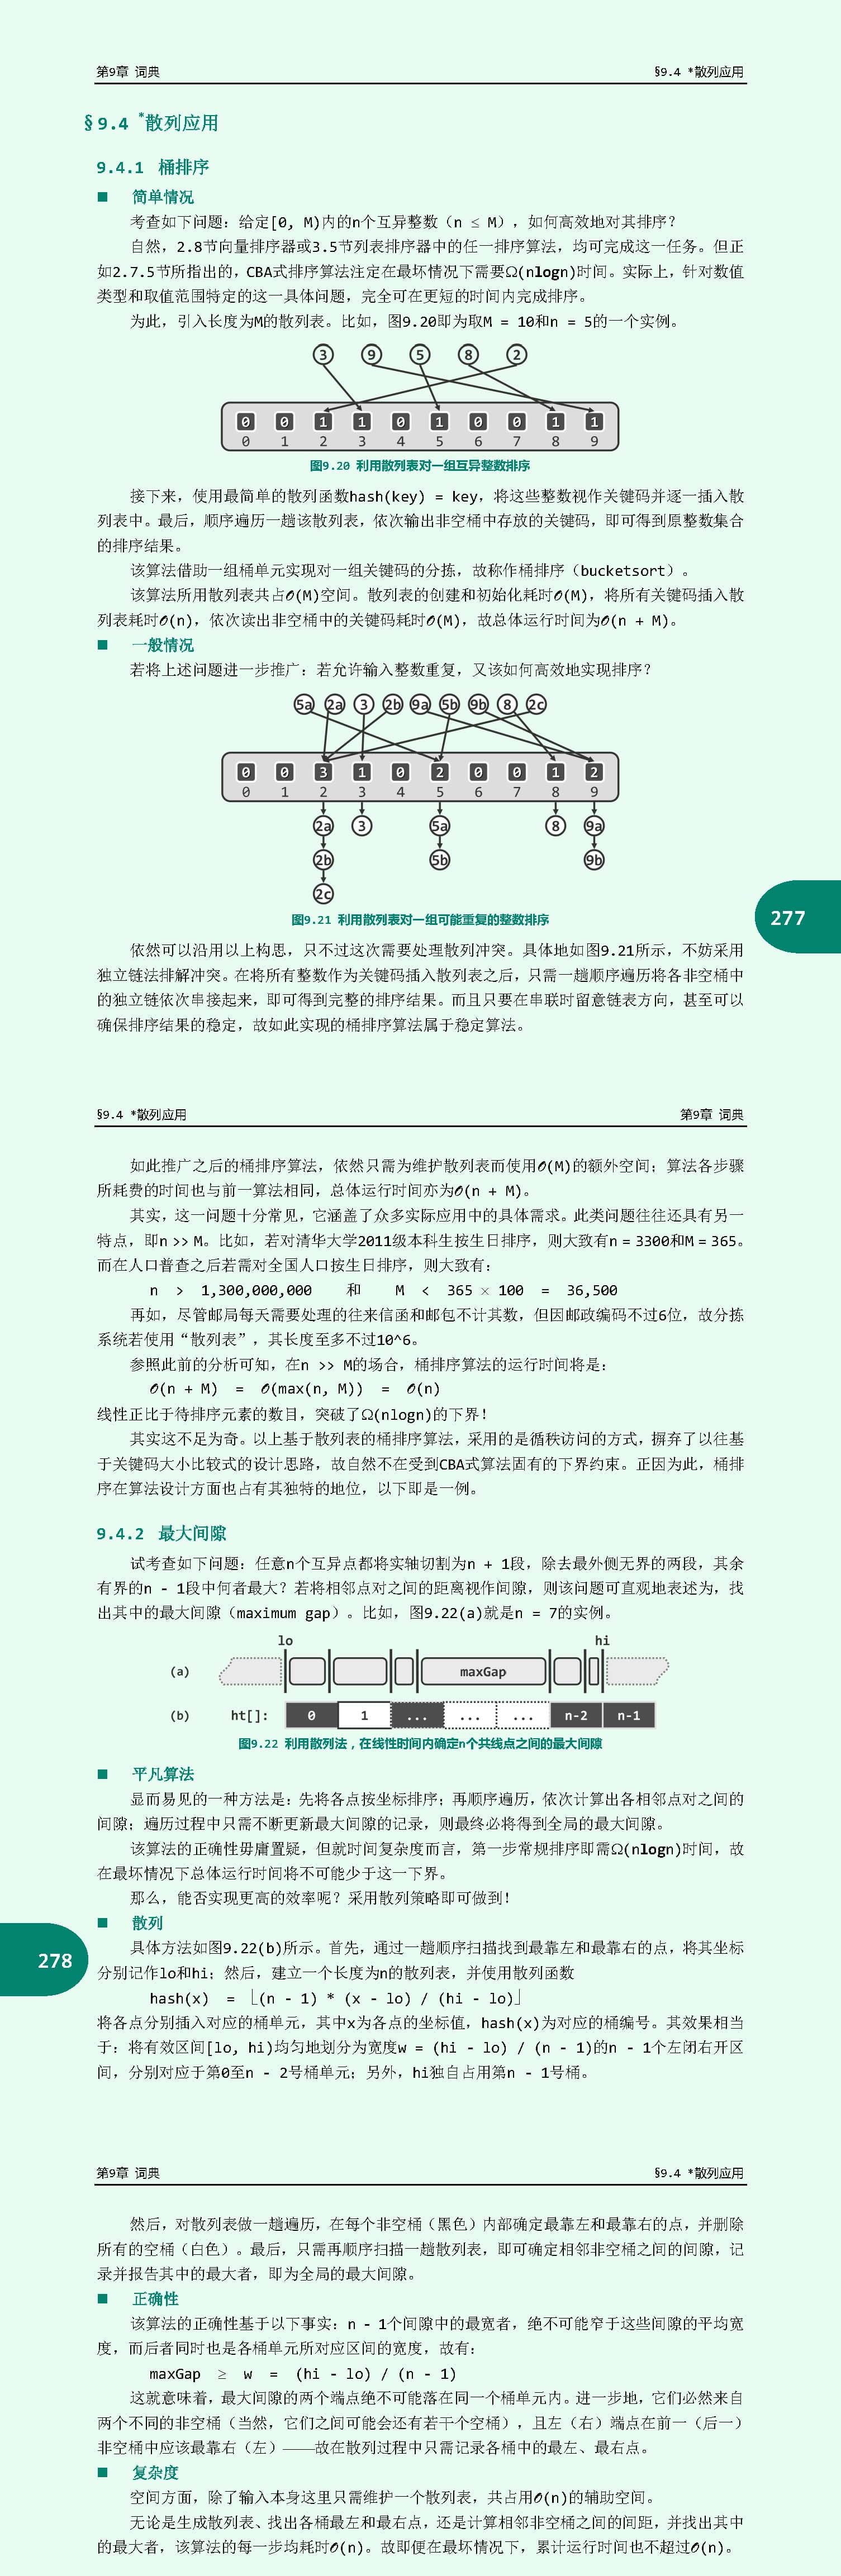 第9章 词典 §9.4 *散列应用
§9.4 *散列应用
9.4.1 桶排序
■ 简单情况
考查如下问题：给定[0, M)内的n个互异整数（n ≤ M），如何高效地对其排序？
自然，2.8节向量排序器或3.5节列表排序器中的任一排序算法，均可完成这一任务。但正
如2.7.5节所指出的，CBA式排序算法注定在最坏情况下需要Ω(nlogn)时间。实际上，针对数值
类型和取值范围特定的这一具体问题，完全可在更短的时间内完成排序。
为此，引入长度为M的散列表。比如，图9.20即为取M = 10和n = 5的一个实例。
3 9 5 8 2
0 0 1 1 0 1 0 0 1 1
0 1 2 3 4 5 6 7 8 9
图9.20 利用散列表对一组互异整数排序
接下来，使用最简单的散列函数hash(key) = key，将这些整数视作关键码并逐一插入散
列表中。最后，顺序遍历一趟该散列表，依次输出非空桶中存放的关键码，即可得到原整数集合
的排序结果。
该算法借助一组桶单元实现对一组关键码的分拣，故称作桶排序（bucketsort）。
该算法所用散列表共占O(M)空间。散列表的创建和初始化耗时O(M)，将所有关键码插入散
列表耗时O(n)，依次读出非空桶中的关键码耗时O(M)，故总体运行时间为O(n + M)。
■ 一般情况
若将上述问题进一步推广：若允许输入整数重复，又该如何高效地实现排序？
5a 2a 3 2b 9a 5b 9b 8 2c
0 0 3 1 0 2 0 0 1 2
0 1 2 3 4 5 6 7 8 9
2a 3 5a 8 9a
2b 5b 9b
2c
图9.21 利用散列表对一组可能重复的整数排序
277
依然可以沿用以上构思，只不过这次需要处理散列冲突。具体地如图9.21所示，不妨采用
独立链法排解冲突。在将所有整数作为关键码插入散列表之后，只需一趟顺序遍历将各非空桶中
的独立链依次串接起来，即可得到完整的排序结果。而且只要在串联时留意链表方向，甚至可以
确保排序结果的稳定，故如此实现的桶排序算法属于稳定算法。
§9.4 *散列应用 第9章 词典
如此推广之后的桶排序算法，依然只需为维护散列表而使用O(M)的额外空间；算法各步骤
所耗费的时间也与前一算法相同，总体运行时间亦为O(n + M)。
其实，这一问题十分常见，它涵盖了众多实际应用中的具体需求。此类问题往往还具有另一
特点，即n >> M。比如，若对清华大学2011级本科生按生日排序，则大致有n = 3300和M = 365。
而在人口普查之后若需对全国人口按生日排序，则大致有：
n > 1,300,000,000 和 M < 365 × 100 = 36,500
再如，尽管邮局每天需要处理的往来信函和邮包不计其数，但因邮政编码不过6位，故分拣
系统若使用“散列表”，其长度至多不过10^6。
参照此前的分析可知，在n >> M的场合，桶排序算法的运行时间将是：
O(n + M) = O(max(n, M)) = O(n)
线性正比于待排序元素的数目，突破了Ω(nlogn)的下界！
其实这不足为奇。以上基于散列表的桶排序算法，采用的是循秩访问的方式，摒弃了以往基
于关键码大小比较式的设计思路，故自然不在受到CBA式算法固有的下界约束。正因为此，桶排
序在算法设计方面也占有其独特的地位，以下即是一例。
9.4.2 最大间隙
试考查如下问题：任意n个互异点都将实轴切割为n + 1段，除去最外侧无界的两段，其余
有界的n - 1段中何者最大？若将相邻点对之间的距离视作间隙，则该问题可直观地表述为，找
出其中的最大间隙（maximum gap）。比如，图9.22(a)就是n = 7的实例。
lo hi
(a) maxGap
(b) ht[]: 0 1 ... ... ... n-2 n-1
图9.22 利用散列法，在线性时间内确定n个共线点之间的最大间隙
■ 平凡算法
显而易见的一种方法是：先将各点按坐标排序；再顺序遍历，依次计算出各相邻点对之间的
间隙；遍历过程中只需不断更新最大间隙的记录，则最终必将得到全局的最大间隙。
该算法的正确性毋庸置疑，但就时间复杂度而言，第一步常规排序即需Ω(nlogn)时间，故
在最坏情况下总体运行时间将不可能少于这一下界。
那么，能否实现更高的效率呢？采用散列策略即可做到！
■ 散列
278
具体方法如图9.22(b)所示。首先，通过一趟顺序扫描找到最靠左和最靠右的点，将其坐标
分别记作lo和hi；然后，建立一个长度为n的散列表，并使用散列函数
hash(x) = ⌊(n - 1) * (x - lo) / (hi - lo)⌋
将各点分别插入对应的桶单元，其中x为各点的坐标值，hash(x)为对应的桶编号。其效果相当
于：将有效区间[lo, hi)均匀地划分为宽度w = (hi - lo) / (n - 1)的n - 1个左闭右开区
间，分别对应于第0至n - 2号桶单元；另外，hi独自占用第n - 1号桶。
第9章 词典 §9.4 *散列应用
然后，对散列表做一趟遍历，在每个非空桶（黑色）内部确定最靠左和最靠右的点，并删除
所有的空桶（白色）。最后，只需再顺序扫描一趟散列表，即可确定相邻非空桶之间的间隙，记
录并报告其中的最大者，即为全局的最大间隙。
■ 正确性
该算法的正确性基于以下事实：n - 1个间隙中的最宽者，绝不可能窄于这些间隙的平均宽
度，而后者同时也是各桶单元所对应区间的宽度，故有：
maxGap ≥ w = (hi - lo) / (n - 1)
这就意味着，最大间隙的两个端点绝不可能落在同一个桶单元内。进一步地，它们必然来自
两个不同的非空桶（当然，它们之间可能会还有若干个空桶），且左（右）端点在前一（后一）
非空桶中应该最靠右（左）——故在散列过程中只需记录各桶中的最左、最右点。
■ 复杂度
空间方面，除了输入本身这里只需维护一个散列表，共占用O(n)的辅助空间。
无论是生成散列表、找出各桶最左和最右点，还是计算相邻非空桶之间的间距，并找出其中
的最大者，该算法的每一步均耗时O(n)。故即便在最坏情况下，累计运行时间也不超过O(n)。